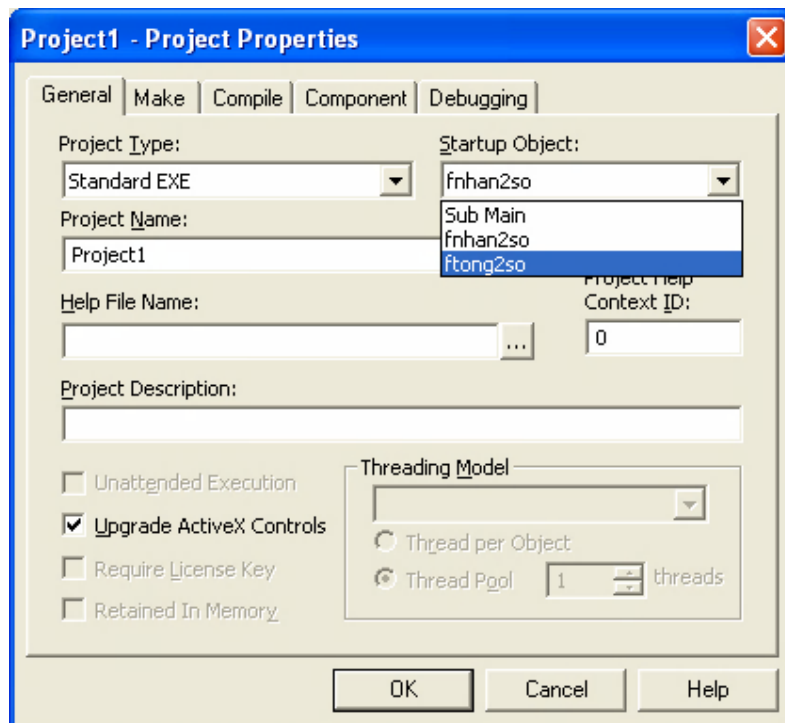 Project1 - Project Properties
General Make Compile Component Debugging
Project Type:
Startup Object:
Standard EXE
fnhan2so
Sub Main
fnhan2so
ftong2so
Project Name:
Project1
Project Help
Context ID:
Help File Name:
...
0
Project Description:
Unattended Execution
Upgrade ActiveX Controls
Require License Key
Retained In Memory
Threading Model
Thread per Object
Thread Pool 1 threads
OK Cancel Help